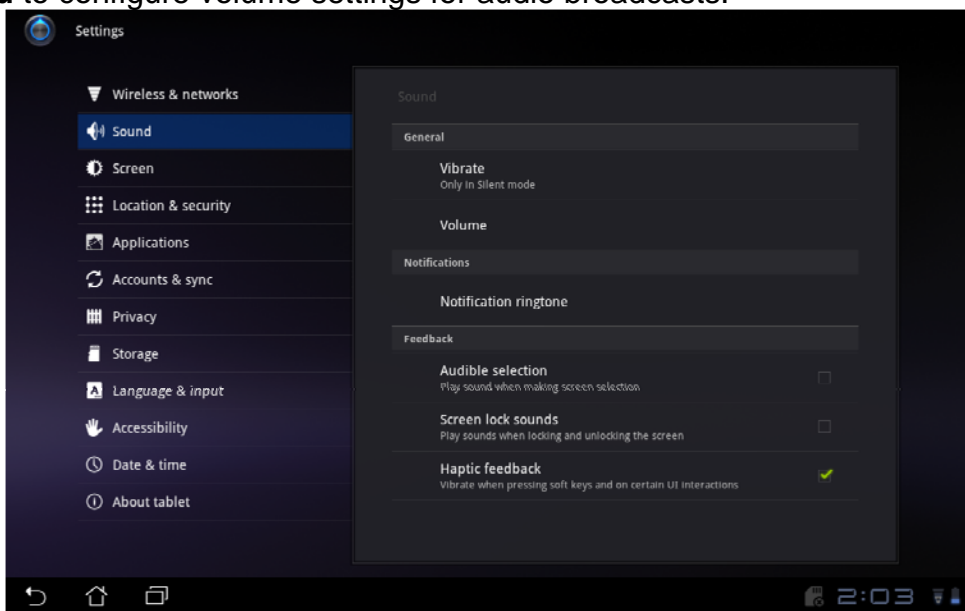 to configure volume settings for audio broadcasts.
Settings
Wireless & networks
Sound
Screen
Location & security
Applications
Accounts & sync
Privacy
Storage
Language & input
Accessibility
Date & time
About tablet
Sound
General
Vibrate
Only in Silent mode
Volume
Notifications
Notification ringtone
Feedback
Audible selection
Play sound when making screen selection
Screen lock sounds
Play sounds when locking and unlocking the screen
Haptic feedback
Vibrate when pressing soft keys and on certain UI interactions
2:03